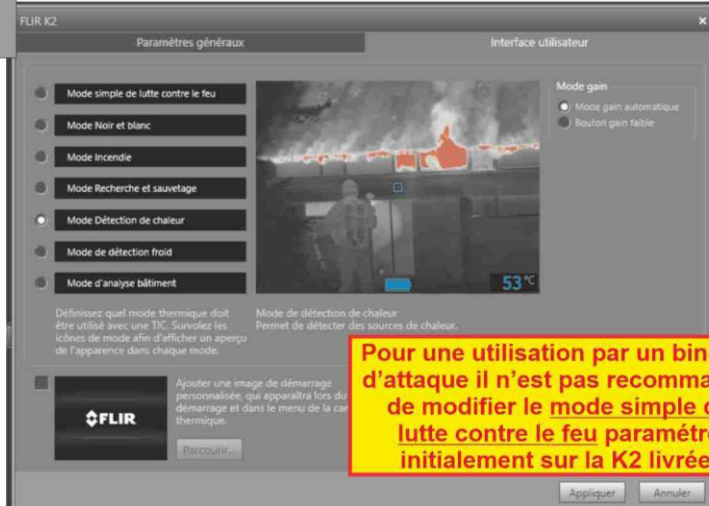 FLIR K2
Paramètres généraux
Interface utilisateur
Mode simple de lutte contre le feu
Mode Noir et blanc
Mode Incendie
Mode Recherche et sauvetage
Mode Détection de chaleur
Mode de détection froid
Mode d'analyse bâtiment
53°C
Mode gain
Mode gain automatique
Bouton gain faible
Définissez quel mode thermique doit
être utilisé avec une TIC. Survolez les
icônes de mode afin d'afficher un aperçu
de l'apparence dans chaque mode.
Mode de détection de chaleur
Permet de détecter des sources de chaleur.
FLIR
Ajouter une image de démarrage
personnalisée, qui apparaîtra lors du
démarrage et dans le menu de la
thermique.
Parcourir...
Pour une utilisation par un
d'attaque il n'est pas
de modifier le mode simple
lutte contre le feu
initialement sur la K2 livrée
Appliquer
Annuler